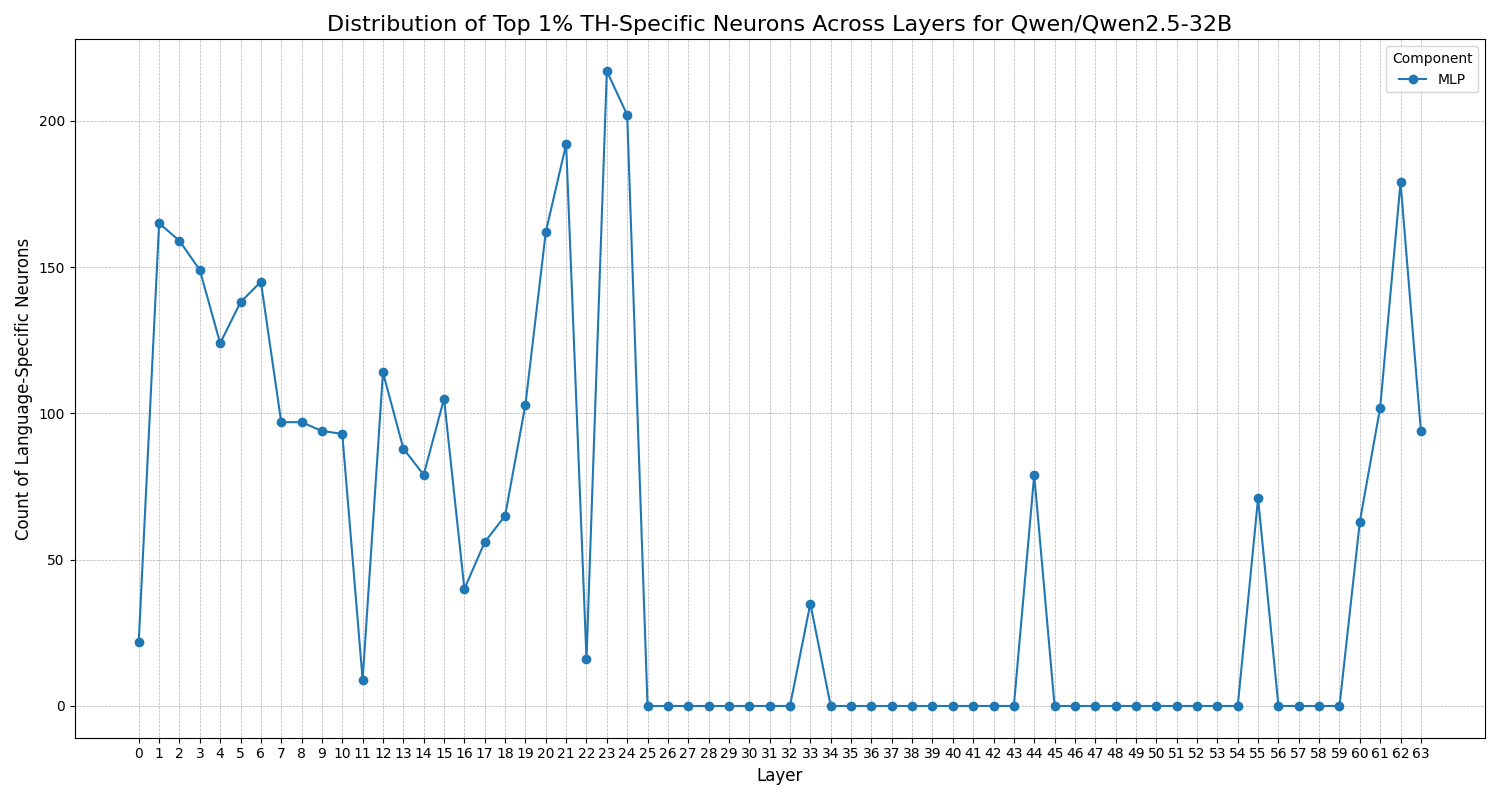 Distribution of Top 1% TH-Specific Neurons Across Layers for Qwen/Qwen2.5-32B
Component
MLP
Count of Language-Specific Neurons
200
150
100
50
0
0 1 2 3 4 5 6 7 8 9 10 11 12 13 14 15 16 17 18 19 20 21 22 23 24 25 26 27 28 29 30 31 32 33 34 35 36 37 38 39 40 41 42 43 44 45 46 47 48 49 50 51 52 53 54 55 56 57 58 59 60 61 62 63
Layer